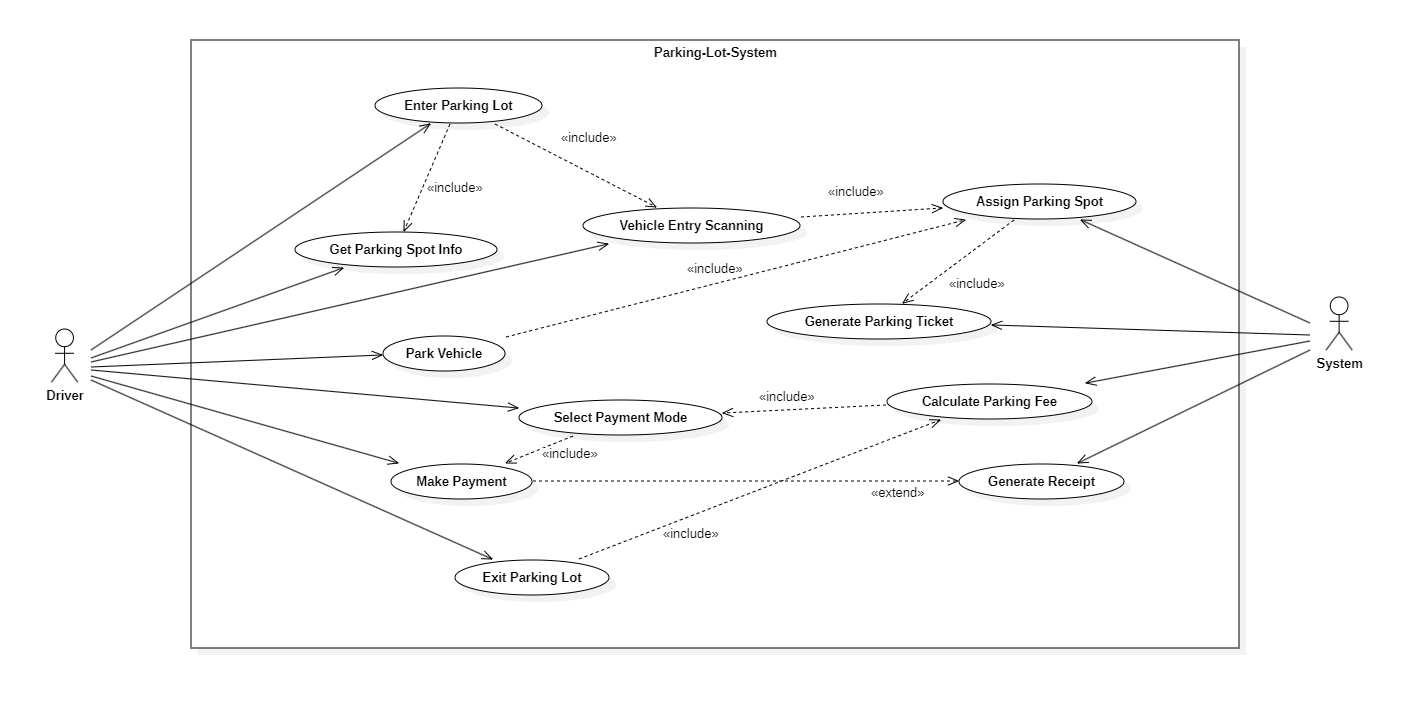 Parking-Lot-System
Enter Parking Lot
«include»
«include»
«include»
Assign Parking Spot
Vehicle Entry Scanning
Get Parking Spot Info
«include»
«include»
Generate Parking Ticket
Park Vehicle
System
Driver
«include»
Calculate Parking Fee
Select Payment Mode
«include»
Make Payment
Generate Receipt
«extend»
«include»
Exit Parking Lot